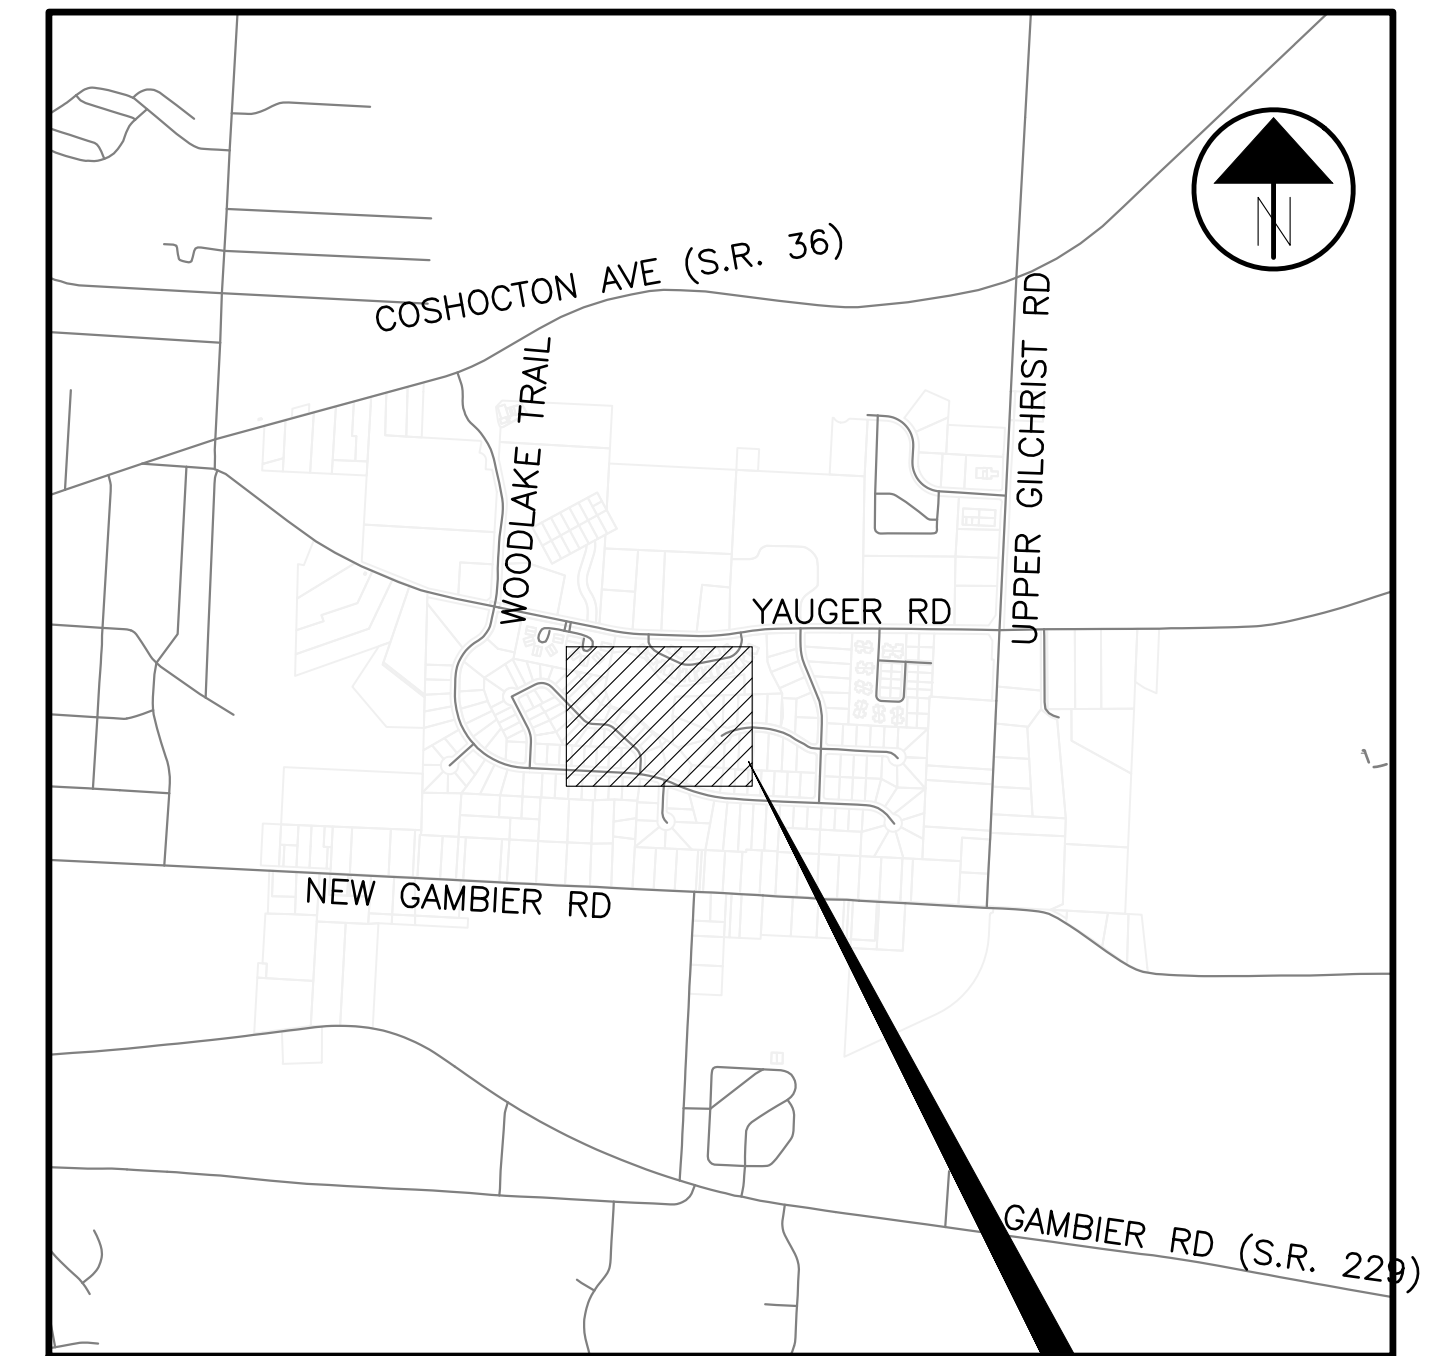 COSHOCTON AVE (S.R. 36)
N
UPPER GILCHRIST RD
WOODLAKE TRAIL
YAUGER RD
NEW GAMBIER RD
GAMBIER RD (S.R. 229)